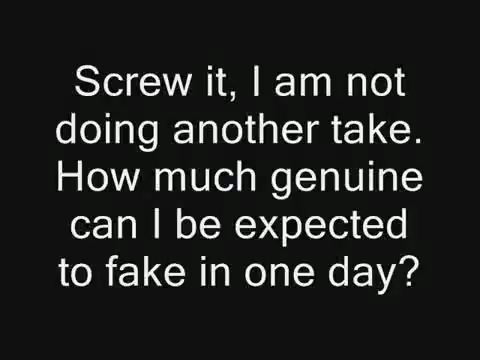 Screw it, I am not
doing another take.
How much genuine
can I be expected
to fake in one day?